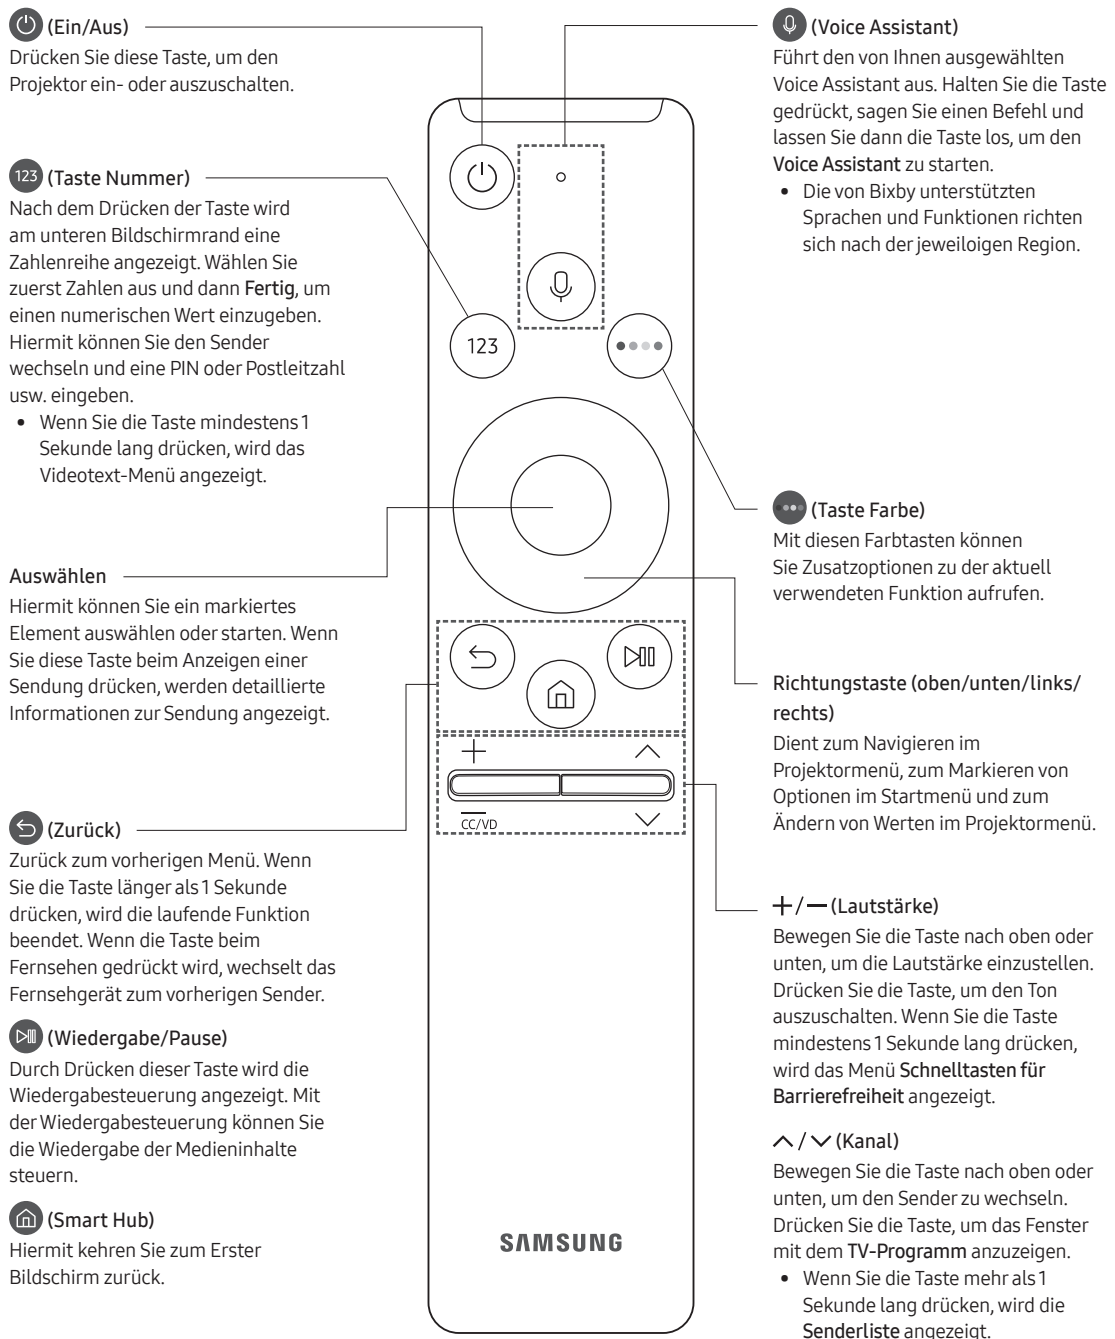 (Ein/Aus)
Drücken Sie diese Taste, um den
Projektor ein- oder auszuschalten.
123 (Taste Nummer)
Nach dem Drücken der Taste wird
am unteren Bildschirmrand eine
Zahlenreihe angezeigt. Wählen Sie
zuerst Zahlen aus und dann Fertig, um
einen numerischen Wert einzugeben.
Hiermit können Sie den Sender
wechseln und eine PIN oder Postleitzahl
usw. eingeben.
• Wenn Sie die Taste mindestens 1
Sekunde lang drücken, wird das
Videotext-Menü angezeigt.
Auswählen
Hiermit können Sie ein markiertes
Element auswählen oder starten. Wenn
Sie diese Taste beim Anzeigen einer
Sendung drücken, werden detaillierte
Informationen zur Sendung angezeigt.
(Zurück)
Zurück zum vorherigen Menü. Wenn
Sie die Taste länger als 1 Sekunde
drücken, wird die laufende Funktion
beendet. Wenn die Taste beim
Fernsehen gedrückt wird, wechselt das
Fernsehgerät zum vorherigen Sender.
(Wiedergabe/Pause)
Durch Drücken dieser Taste wird die
Wiedergabesteuerung angezeigt. Mit
der Wiedergabesteuerung können Sie
die Wiedergabe der Medieninhalte
steuern.
(Smart Hub)
Hiermit kehren Sie zum Erster
Bildschirm zurück.
123
CC/VD
SAMSUNG
(Voice Assistant)
Führt den von Ihnen ausgewählten
Voice Assistant aus. Halten Sie die Taste
gedrückt, sagen Sie einen Befehl und
lassen Sie dann die Taste los, um den
Voice Assistant zu starten.
• Die von Bixby unterstützten
Sprachen und Funktionen richten
sich nach der jeweiloigen Region.
(Taste Farbe)
Mit diesen Farbtasten können
Sie Zusatzoptionen zu der aktuell
verwendeten Funktion aufrufen.
Richtungstaste (oben/unten/links/
rechts)
Dient zum Navigieren im
Projektormenü, zum Markieren von
Optionen im Startmenü und zum
Ändern von Werten im Projektormenü.
+/− (Lautstärke)
Bewegen Sie die Taste nach oben oder
unten, um die Lautstärke einzustellen.
Drücken Sie die Taste, um den Ton
auszuschalten. Wenn Sie die Taste
mindestens 1 Sekunde lang drücken,
wird das Menü Schnelltasten für
Barrierefreiheit angezeigt.
/ (Kanal)
Bewegen Sie die Taste nach oben oder
unten, um den Sender zu wechseln.
Drücken Sie die Taste, um das Fenster
mit dem TV-Programm anzuzeigen.
• Wenn Sie die Taste mehr als 1
Sekunde lang drücken, wird die
Senderliste angezeigt.